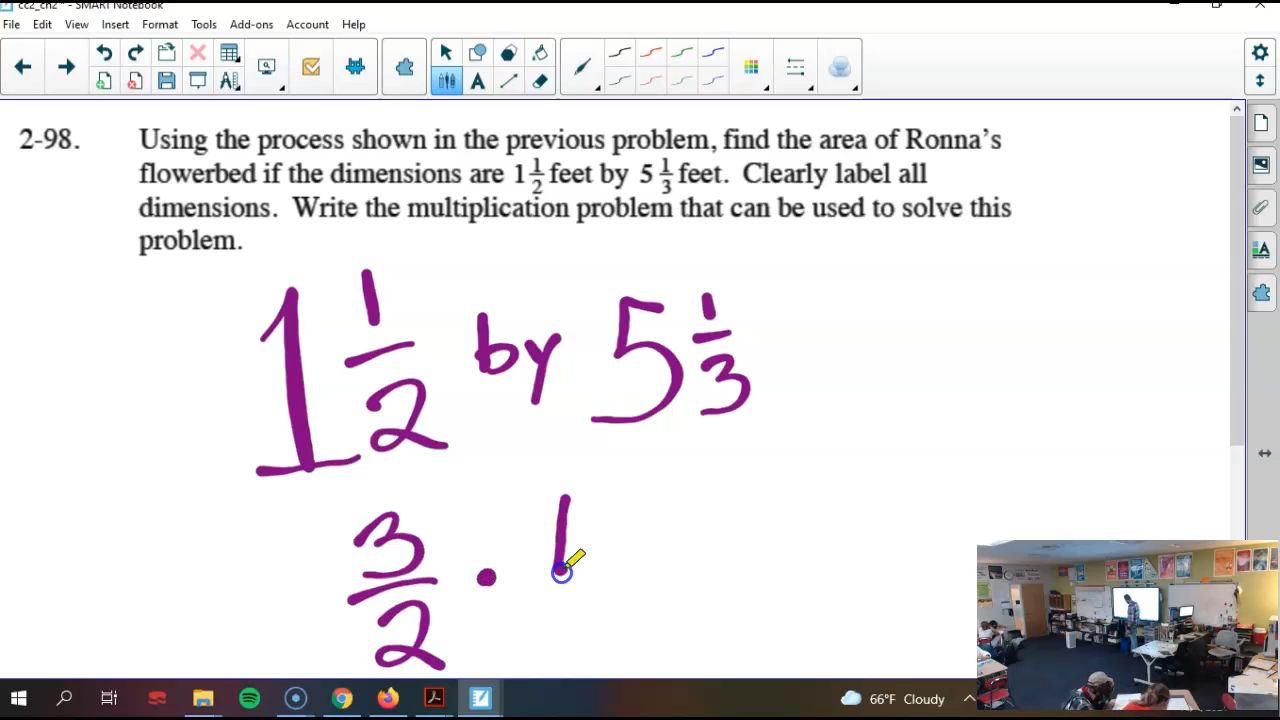 cc2_ch2 * - SMART Notebook
File Edit View Insert Format Tools Add-ons Account Help
2-98. Using the process shown in the previous problem, find the area of Ronna's
flowerbed if the dimensions are 1 1/2 feet by 5 1/3 feet. Clearly label all
dimensions. Write the multiplication problem that can be used to solve this
problem.
1 1/2 by 5 1/3
3/2 · 1
66°F Cloudy